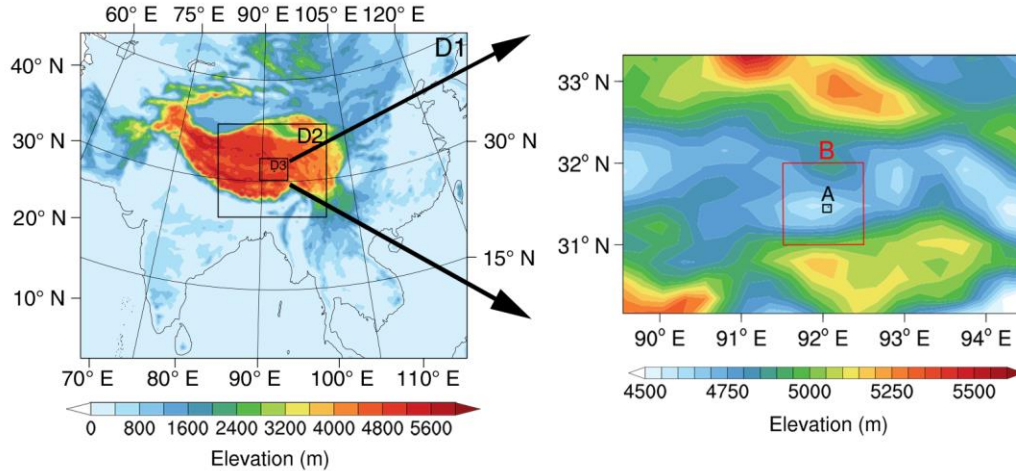 60° E 75° E 90° E 105° E 120° E
D1
40° N
30° N
20° N
10° N
D2
D3
30° N
15° N
70° E 80° E 90° E 100° E 110° E
0 800 1600 2400 3200 4000 4800 5600
Elevation (m)
33° N
32° N
31° N
B
A
90° E 91° E 92° E 93° E 94° E
4500 4750 5000 5250 5500
Elevation (m)